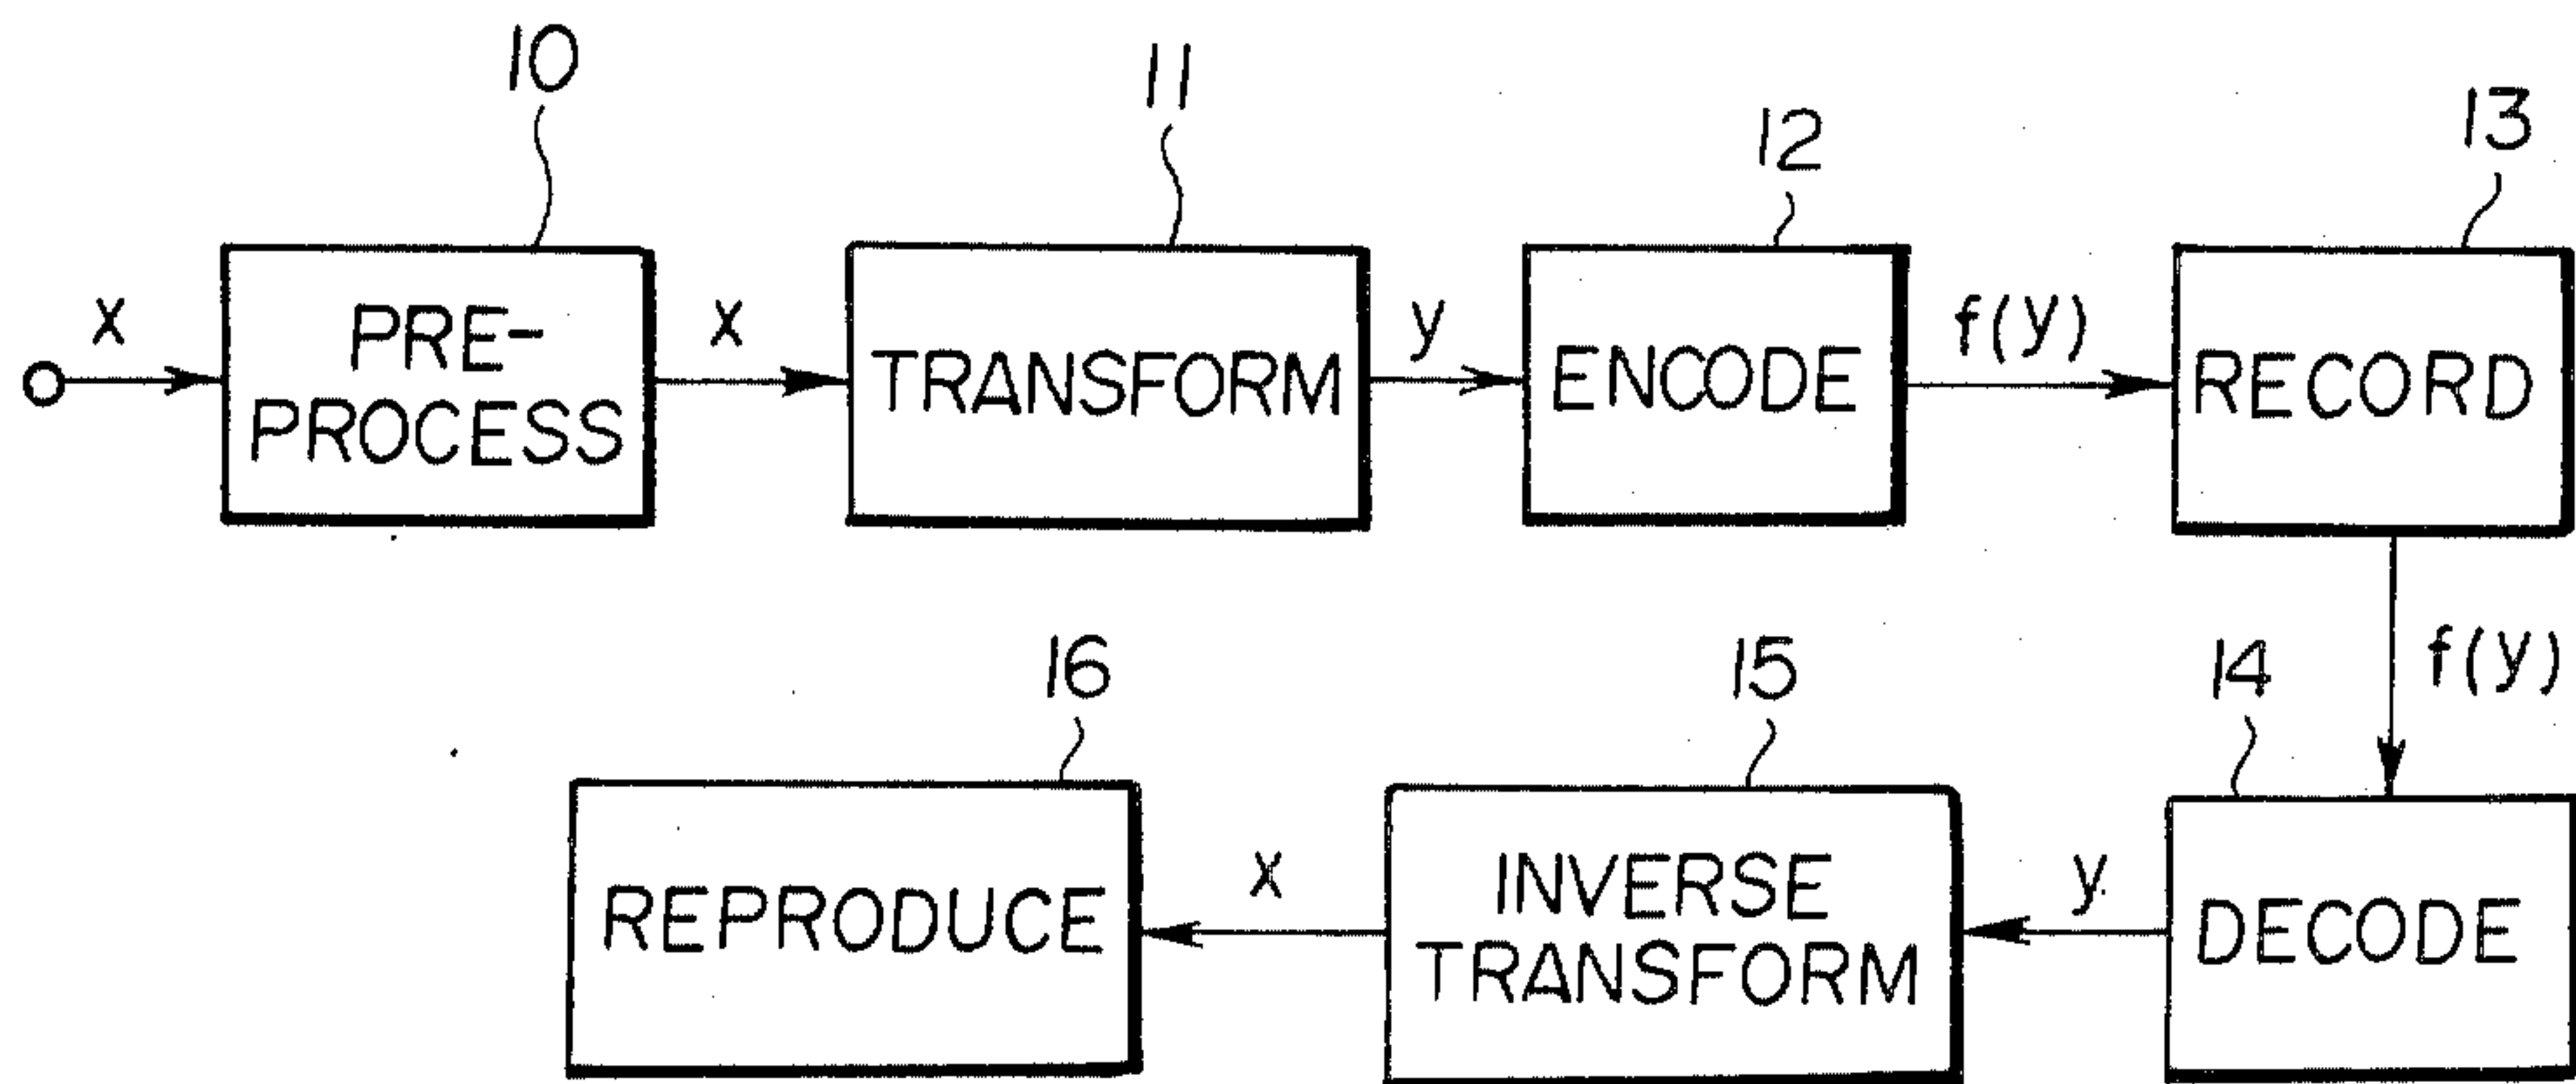 10
11
12
13
x
PRE-
PROCESS
x
TRANSFORM
y
ENCODE
f(y)
RECORD
f(y)
14
15
16
DECODE
y
INVERSE
TRANSFORM
x
REPRODUCE